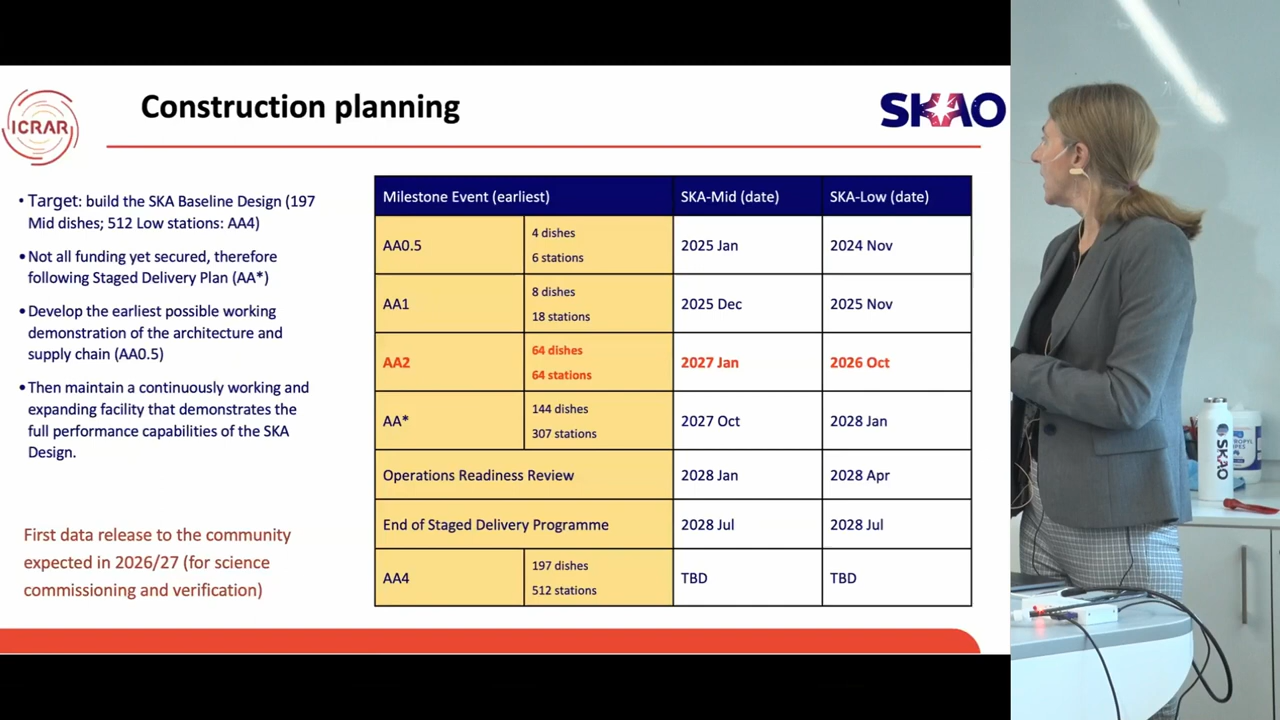 ICRAR
Construction planning
SKAO
• Target: build the SKA Baseline Design (197
Mid dishes; 512 Low stations: AA4)
• Not all funding yet secured, therefore
following Staged Delivery Plan (AA*)
• Develop the earliest possible working
demonstration of the architecture and
supply chain (AA0.5)
• Then maintain a continuously working and
expanding facility that demonstrates the
full performance capabilities of the SKA
Design.
First data release to the community
expected in 2026/27 (for science
commissioning and verification)
Milestone Event (earliest) SKA-Mid (date) SKA-Low (date)
AA0.5 4 dishes 2025 Jan 2024 Nov
6 stations
AA1 8 dishes 2025 Dec 2025 Nov
18 stations
AA2 64 dishes 2027 Jan 2026 Oct
64 stations
AA* 144 dishes 2027 Oct 2028 Jan
307 stations
Operations Readiness Review 2028 Jan 2028 Apr
End of Staged Delivery Programme 2028 Jul 2028 Jul
AA4 197 dishes TBD TBD
512 stations
SKAO